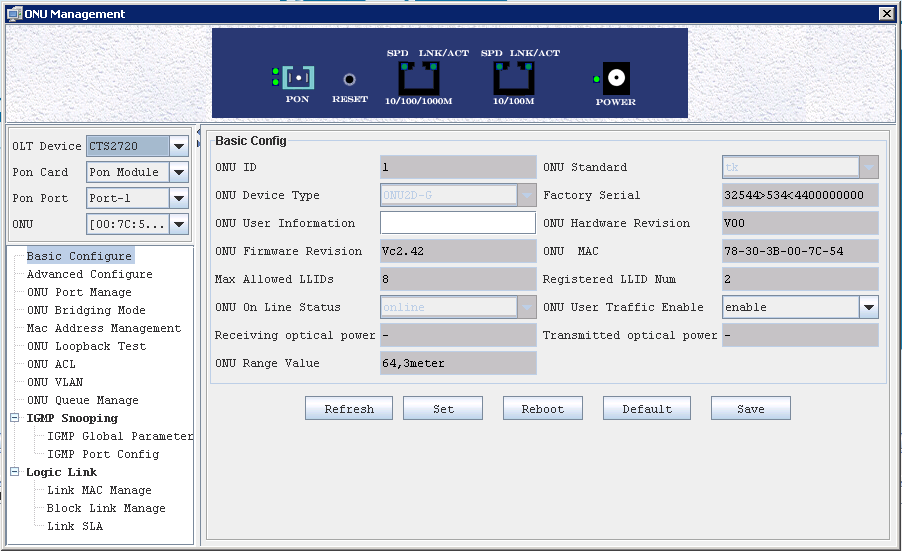 ONU Management
SPD LNK/ACT SPD LNK/ACT
PON RESET 10/100/1000M 10/100M POWER
OLT Device CTS2720
Pon Card Pon Module
Pon Port Port-1
ONU [00:7C:5...
Basic Configure
Advanced Configure
ONU Port Manage
ONU Bridging Mode
Mac Address Management
ONU Loopback Test
ONU ACL
ONU VLAN
ONU Queue Manage
IGMP Snooping
IGMP Global Parameter
IGMP Port Config
Logic Link
Link MAC Manage
Block Link Manage
Link SLA
Basic Config
ONU ID 1 ONU Standard tk
ONU Device Type ONU2D-G Factory Serial 32544>534<4400000000
ONU User Information ONU Hardware Revision V00
ONU Firmware Revision Vc2.42 ONU MAC 78-30-3B-00-7C-54
Max Allowed LLIDs 8 Registered LLID Num 2
ONU On Line Status online ONU User Traffic Enable enable
Receiving optical power - Transmitted optical power -
ONU Range Value 64,3meter
Refresh Set Reboot Default Save